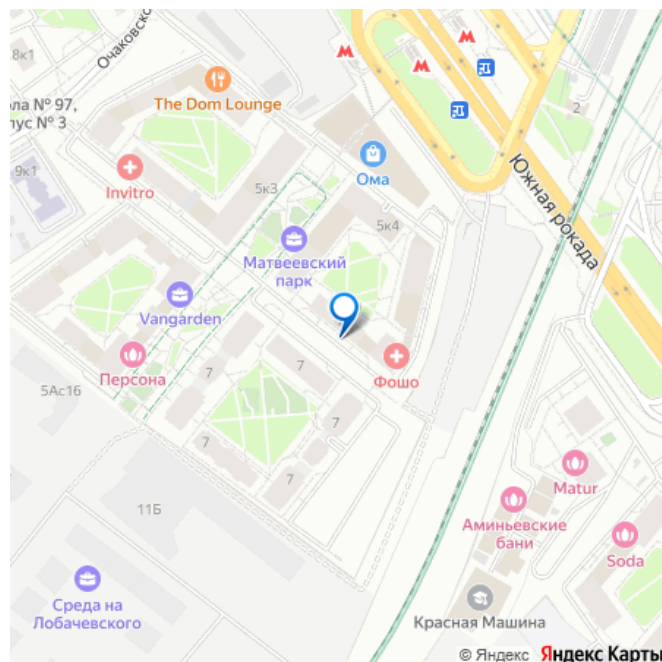 8к1
Очаковско
М
М
М
The Dom Lounge
ола № 97,
пус № 3
2
Ома
9к1
Invitro
5к3
5к4
Южная рокада
Матвеевский
парк
Vangarden
Персона
Фошо
5Ас16
7
7
7
7
7
11Б
Matur
Аминьевские
бани
Soda
Среда на
Лобачевского
Красная Машина
© Яндекс Яндекс Карты